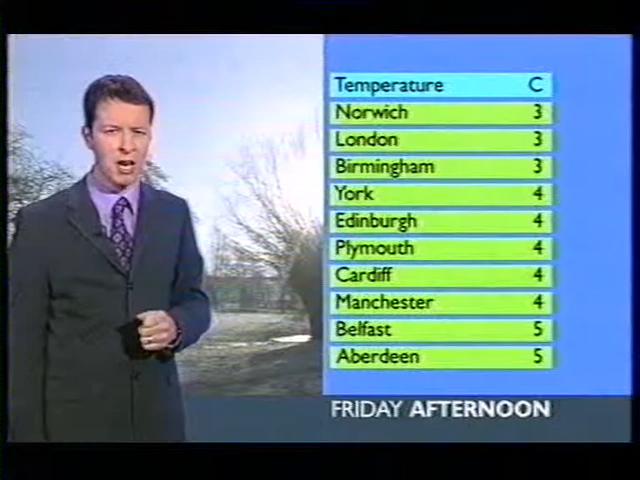 Temperature C
Norwich 3
London 3
Birmingham 3
York 4
Edinburgh 4
Plymouth 4
Cardiff 4
Manchester 4
Belfast 5
Aberdeen 5
FRIDAY AFTERNOON